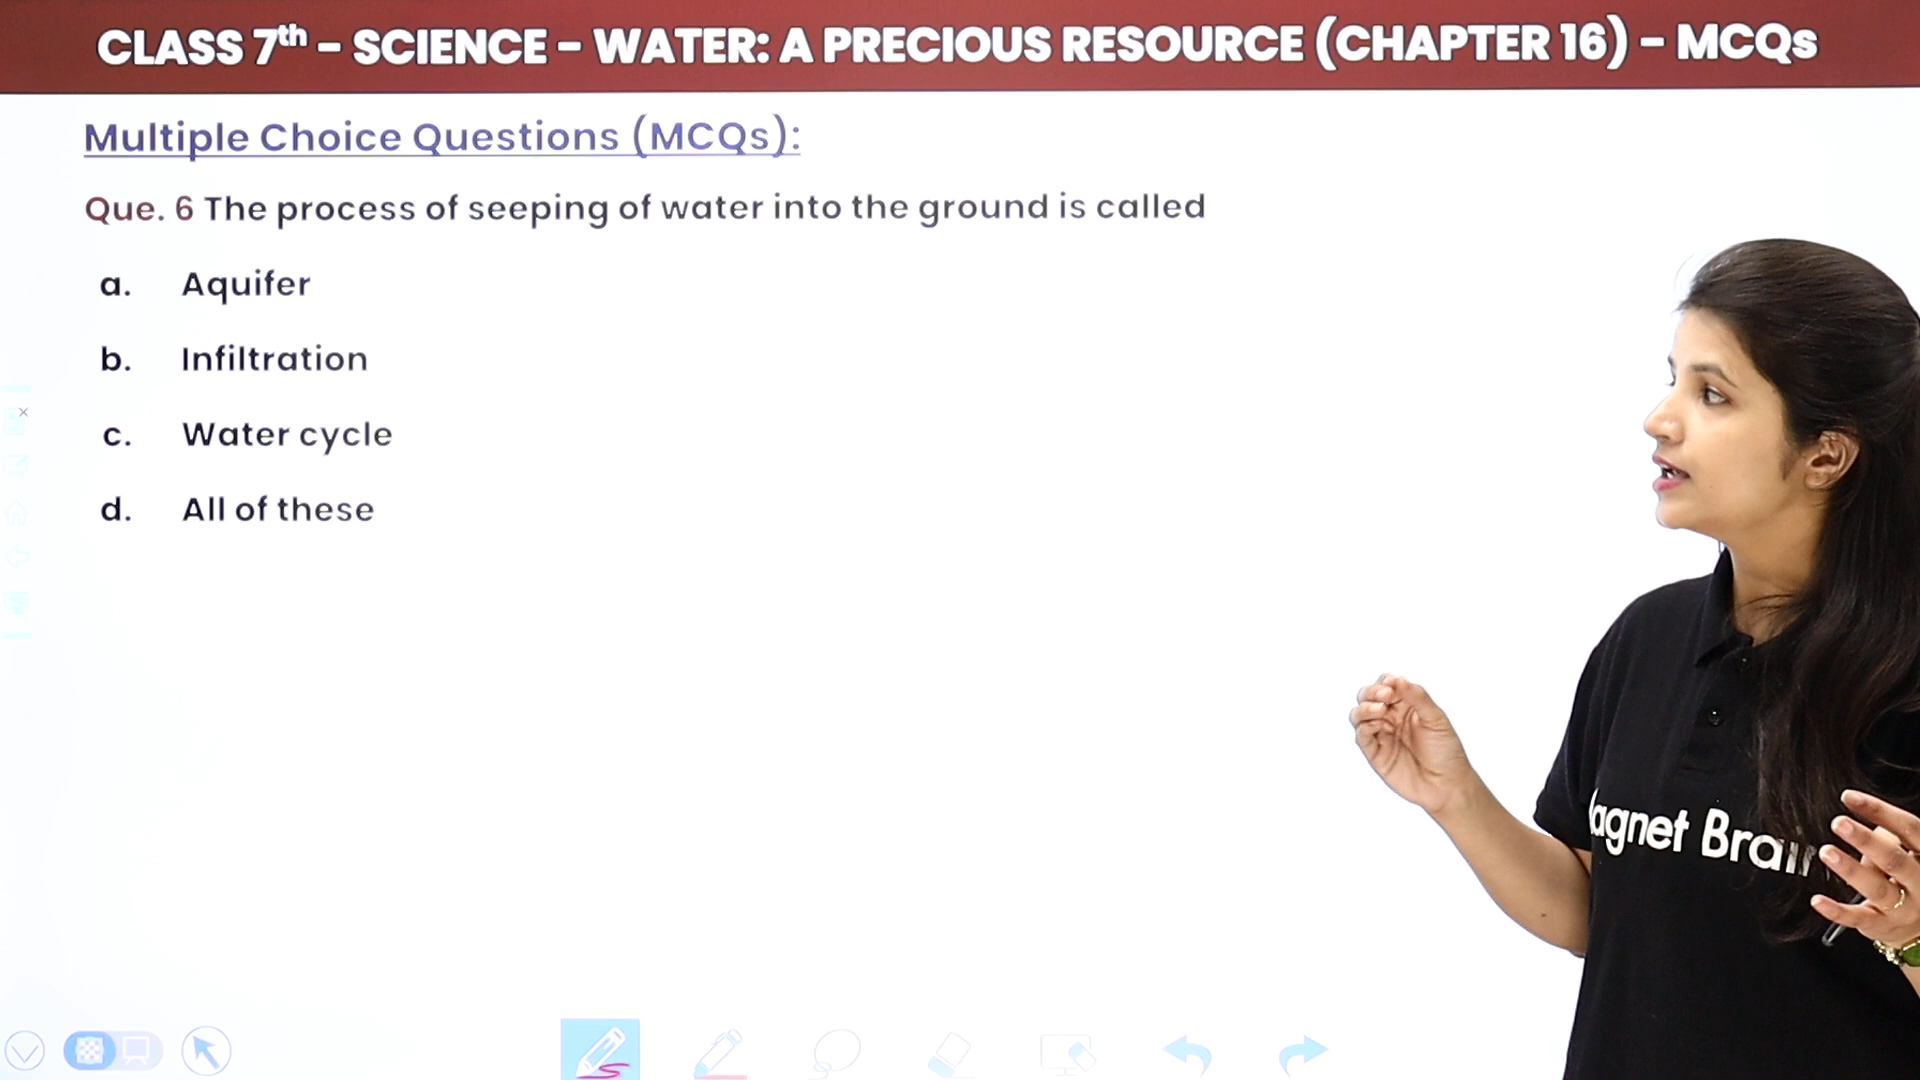 CLASS 7th - SCIENCE - WATER: A PRECIOUS RESOURCE (CHAPTER 16) - MCQs
Multiple Choice Questions (MCQs):
Que. 6 The process of seeping of water into the ground is called
a. Aquifer
b. Infiltration
c. Water cycle
d. All of these
agnet Brai